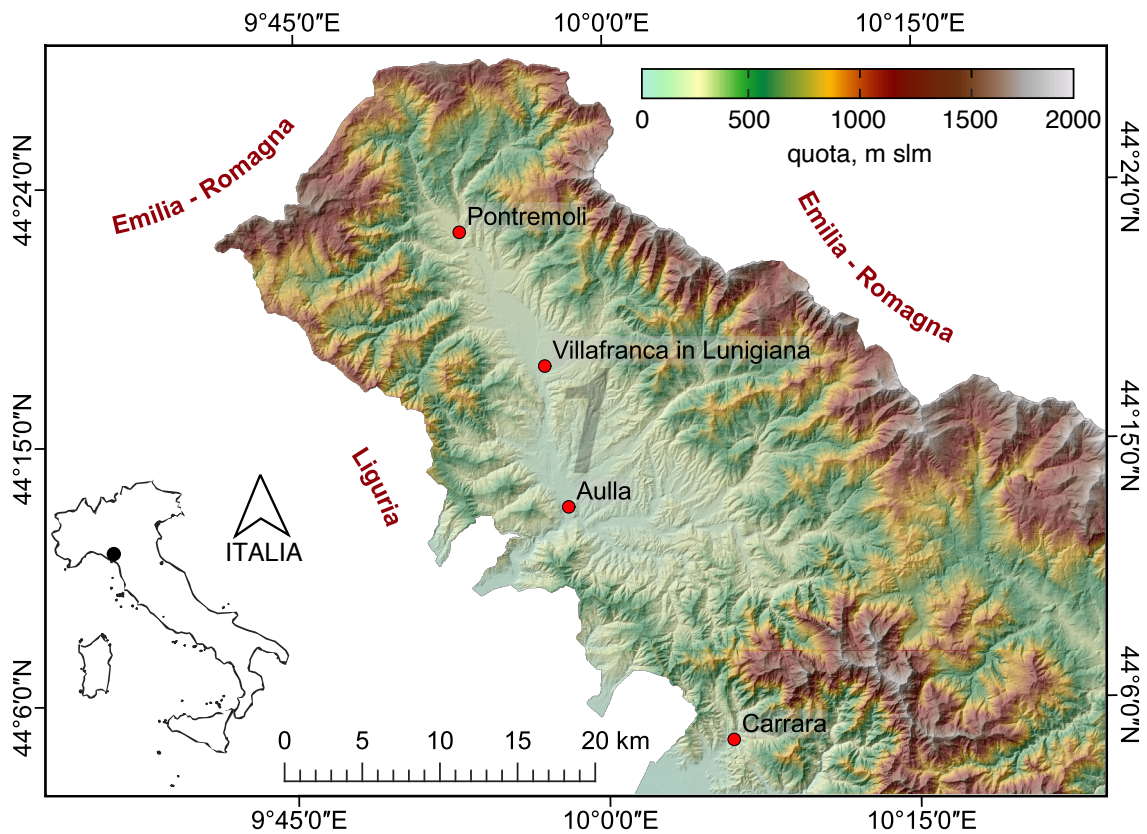 9°45′0″E
10°0′0″E
10°15′0″E
0
500
1000
1500
2000
quota, m slm
44°24′0″N
44°24′0″N
Emilia - Romagna
Emilia - Romagna
Pontremoli
Villafranca in Lunigiana
1
44°15′0″N
44°15′0″N
Liguria
Aulla
ITALIA
44°6′0″N
44°6′0″N
Carrara
0
5
10
15
20 km
9°45′0″E
10°0′0″E
10°15′0″E